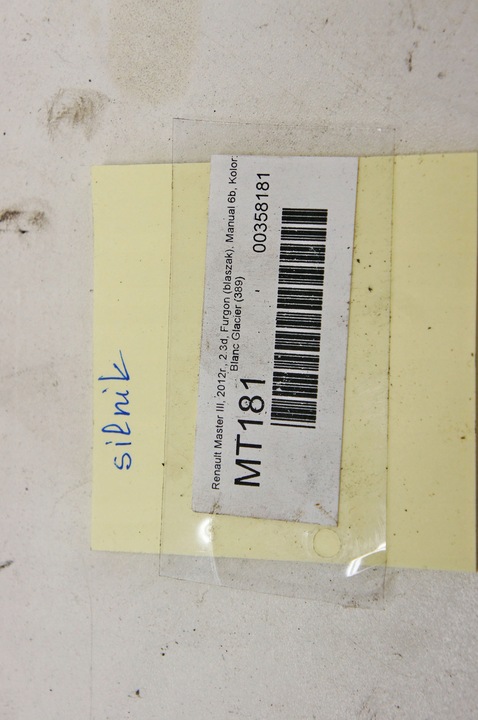 silnik
Renault Master III, 2012r., 2.3d, Furgon (blaszak), Manual 6b, Kolor:
Blanc Glacier (389)
MT181
00358181